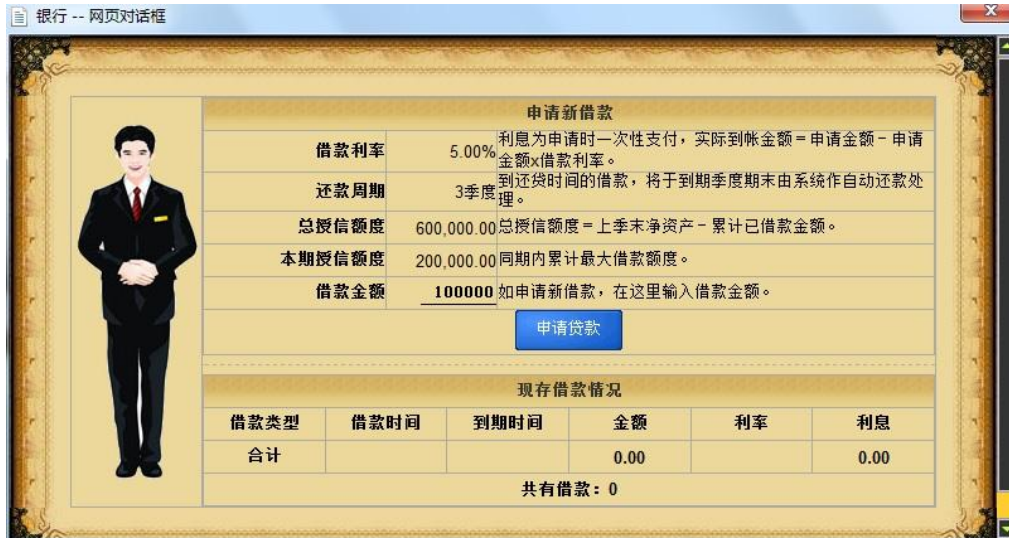 银行 -- 网页对话框
申请新借款
借款利率 5.00% 利息为申请时一次性支付，实际到帐金额＝申请金额－申请
金额x借款利率。
还款周期 3季度 到还贷时间的借款，将于到期季度期末由系统作自动还款处
理。
总授信额度 600,000.00 总授信额度＝上季末净资产－累计已借款金额。
本期授信额度 200,000.00 同期内累计最大借款额度。
借款金额 100000 如申请新借款，在这里输入借款金额。
申请贷款
现存借款情况
借款类型 借款时间 到期时间 金额 利率 利息
合计 0.00 0.00
共有借款：0